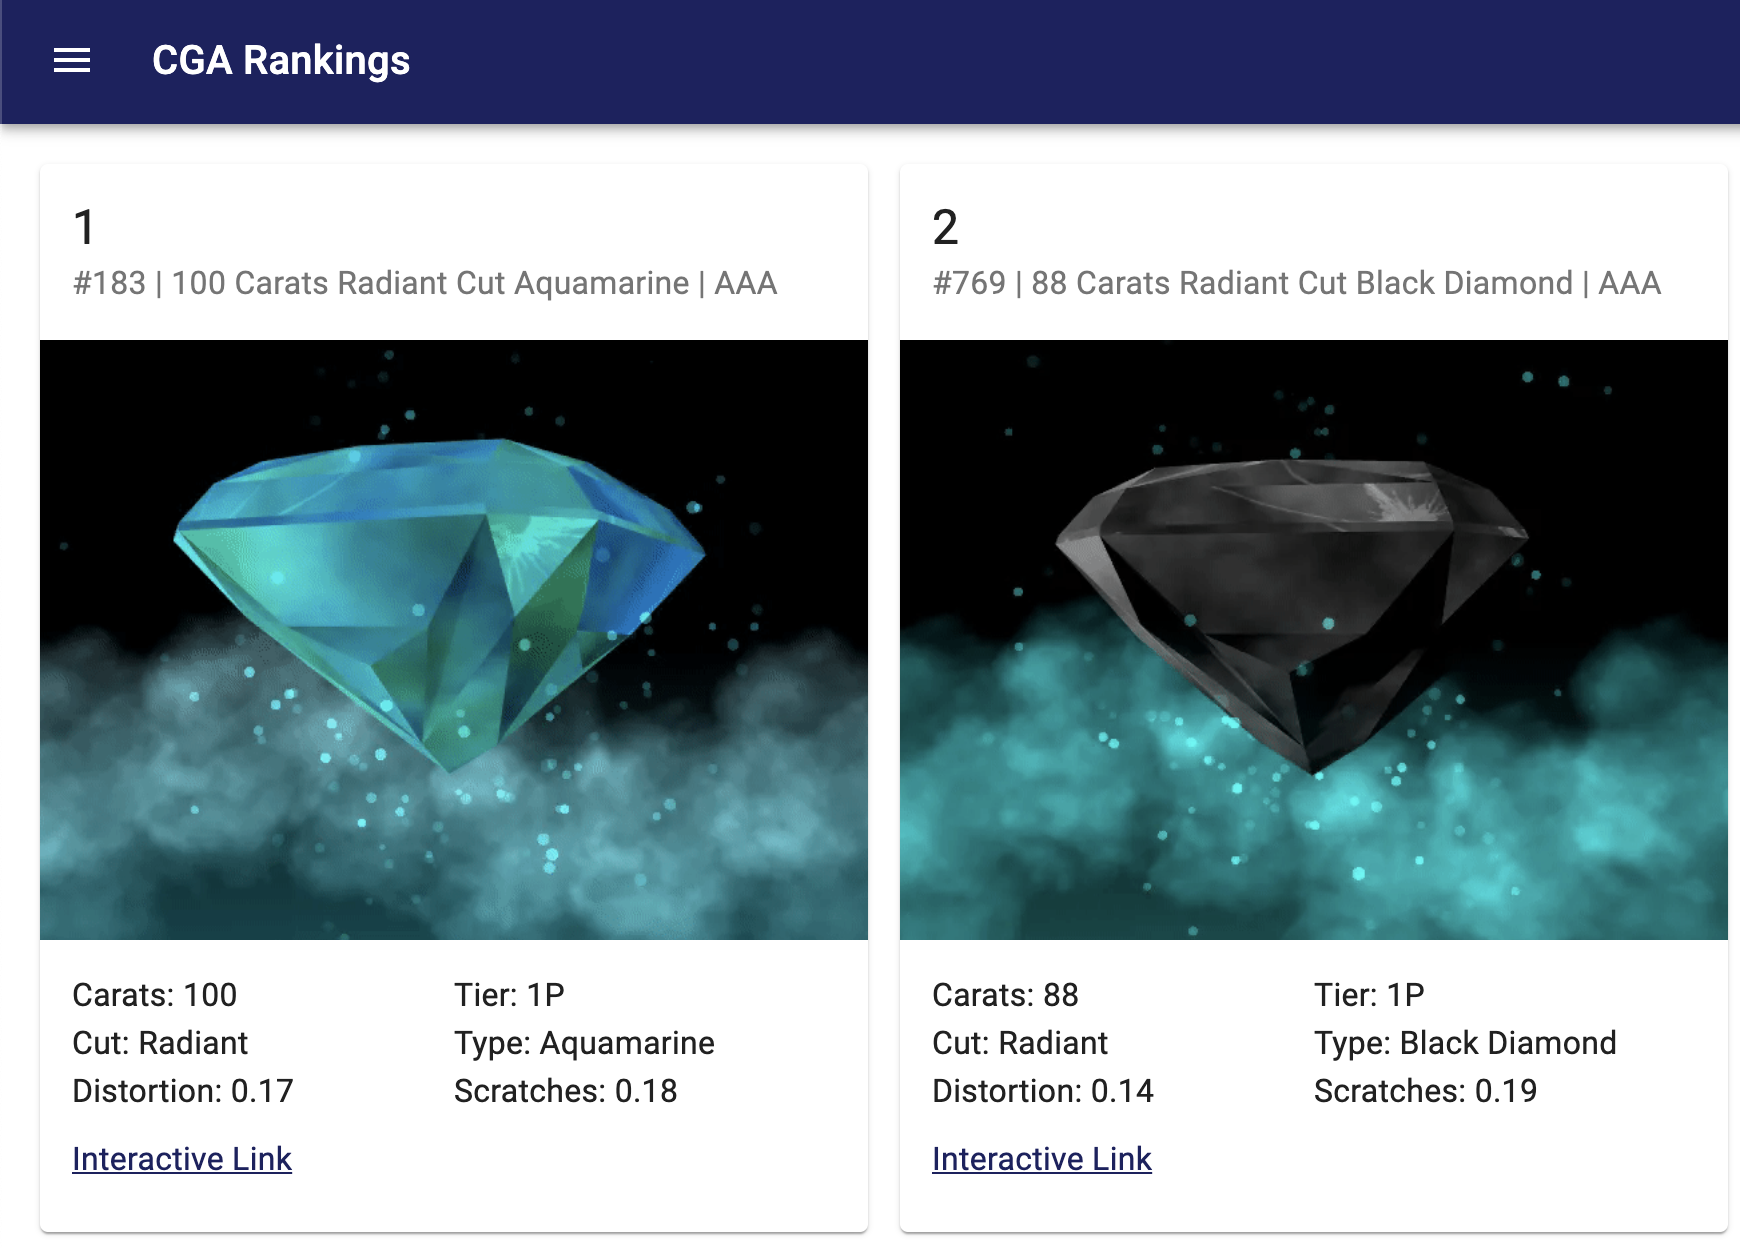 CGA Rankings
1
#183 | 100 Carats Radiant Cut Aquamarine | AAA
Carats: 100
Tier: 1P
Cut: Radiant
Type: Aquamarine
Distortion: 0.17
Scratches: 0.18
Interactive Link
2
#769 | 88 Carats Radiant Cut Black Diamond | AAA
Carats: 88
Tier: 1P
Cut: Radiant
Type: Black Diamond
Distortion: 0.14
Scratches: 0.19
Interactive Link